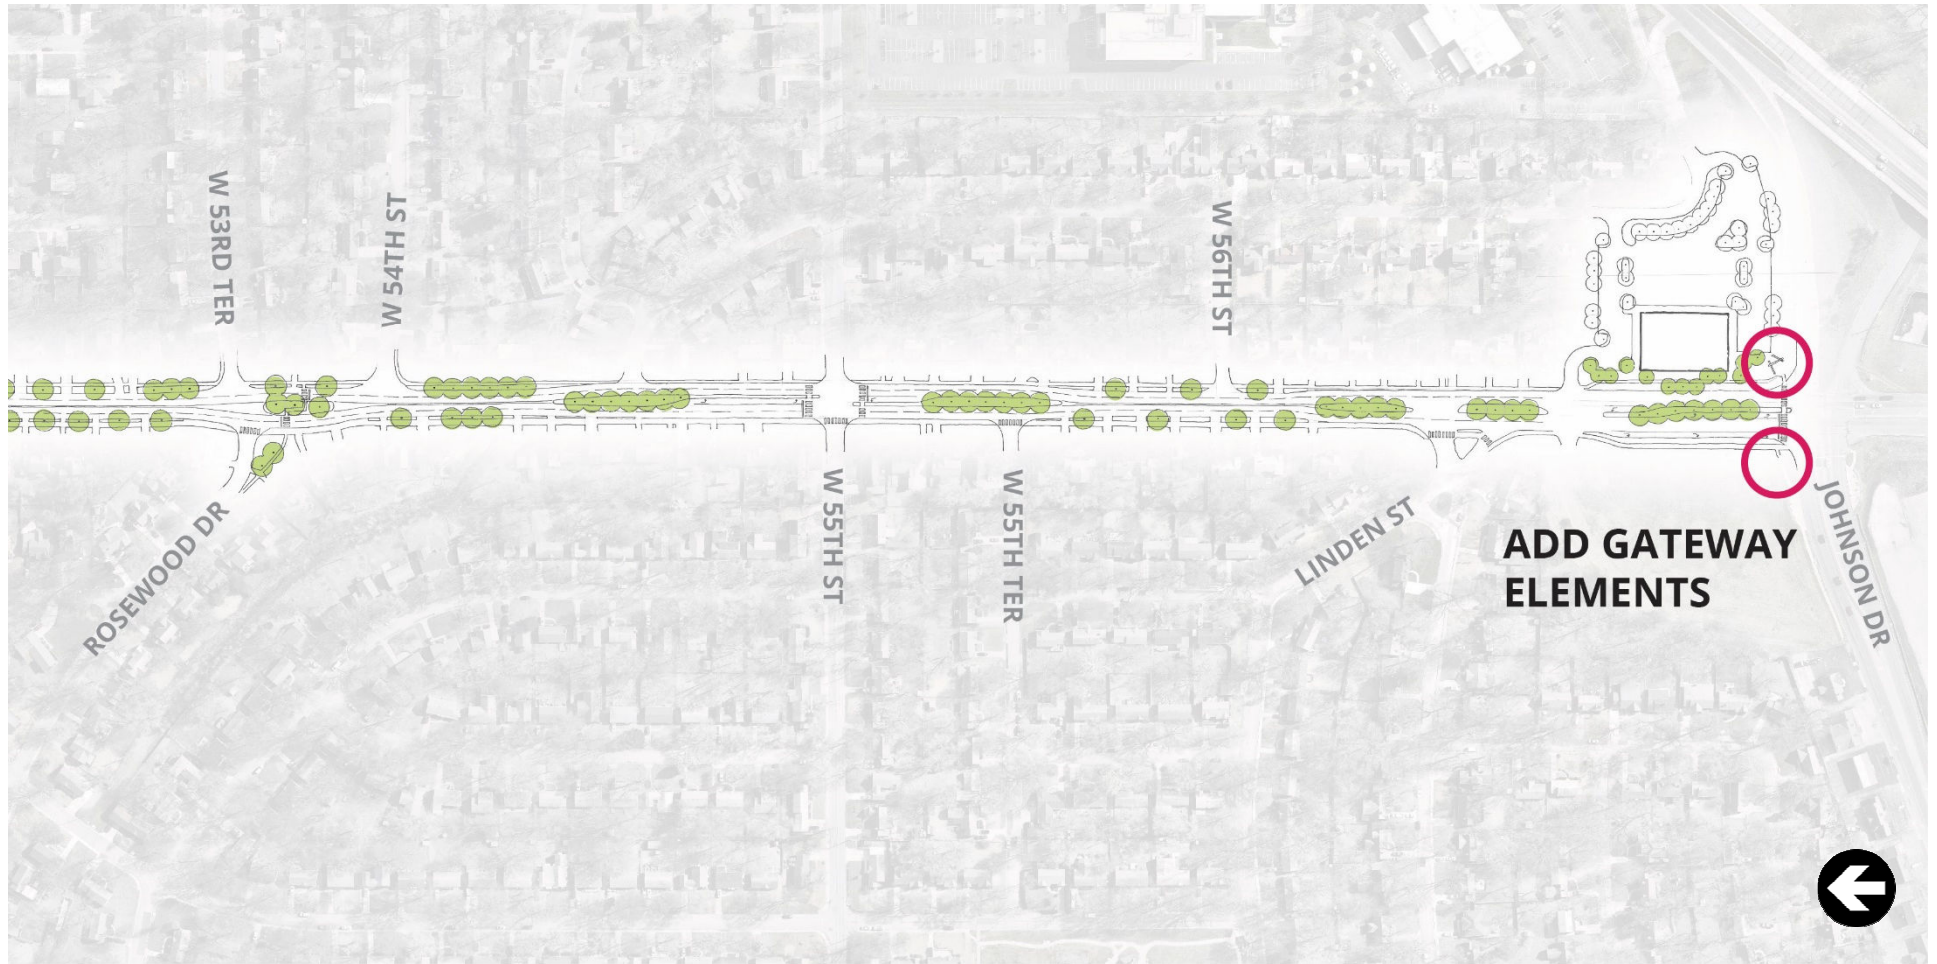 W 53RD TER
W 54TH ST
W 56TH ST
ROSEWOOD DR
W 55TH ST
W 55TH TER
LINDEN ST
JOHNSON DR
ADD GATEWAY
ELEMENTS